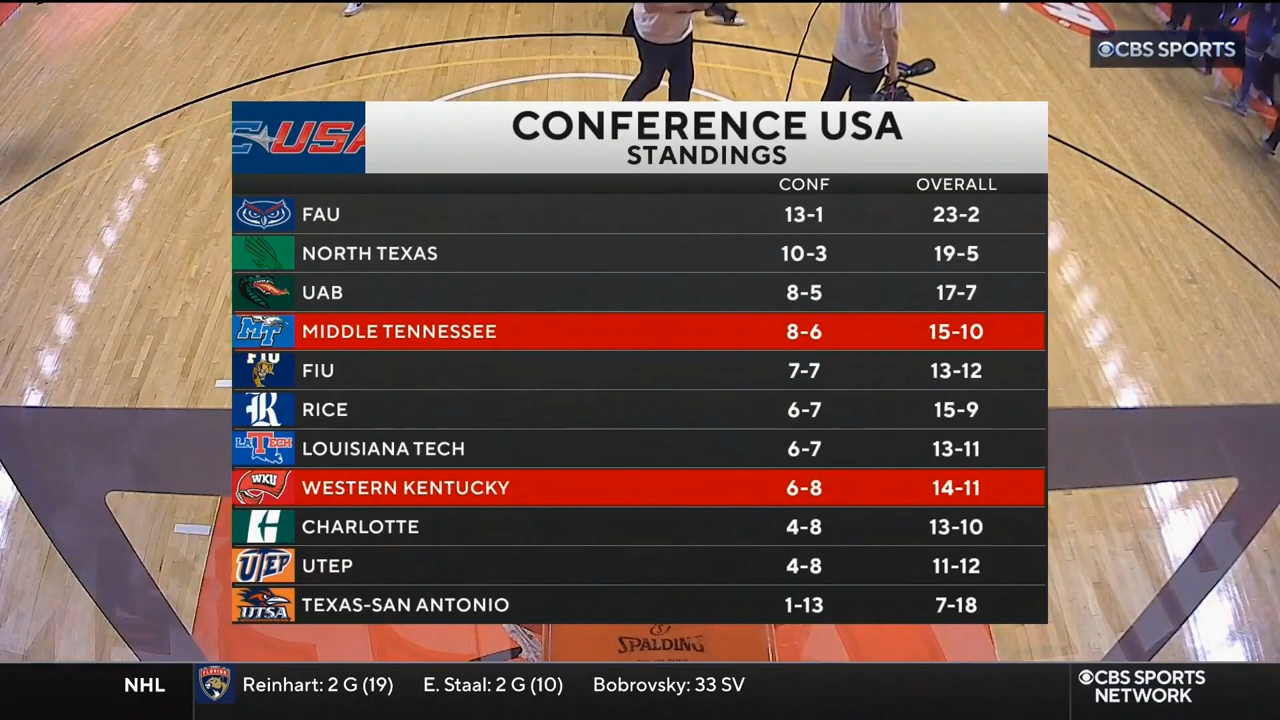 CBS SPORTS
C USA
CONFERENCE USA
STANDINGS
CONF OVERALL
FAU 13-1 23-2
NORTH TEXAS 10-3 19-5
UAB 8-5 17-7
MT MIDDLE TENNESSEE 8-6 15-10
FIU FIU 7-7 13-12
R RICE 6-7 15-9
LA TECH LOUISIANA TECH 6-7 13-11
WKU WESTERN KENTUCKY 6-8 14-11
C CHARLOTTE 4-8 13-10
UTEP UTEP 4-8 11-12
UTSA TEXAS-SAN ANTONIO 1-13 7-18
SPALDING
NHL FLORIDA Reinhart: 2 G (19) E. Staal: 2 G (10) Bobrovsky: 33 SV
CBS SPORTS
NETWORK